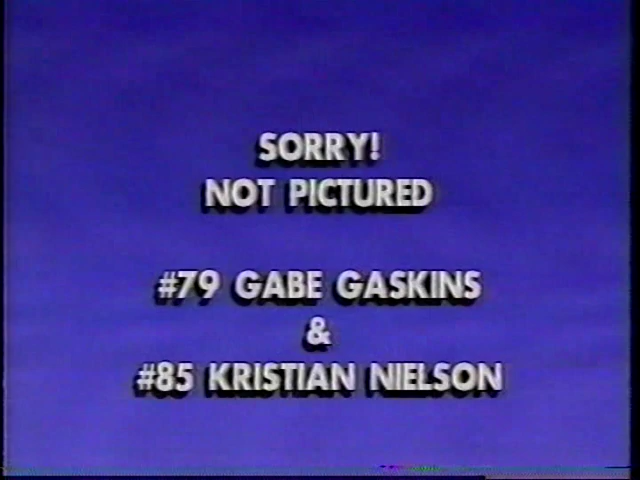 SORRY!
NOT PICTURED
#79 GABE GASKINS
&
#85 KRISTIAN NIELSON